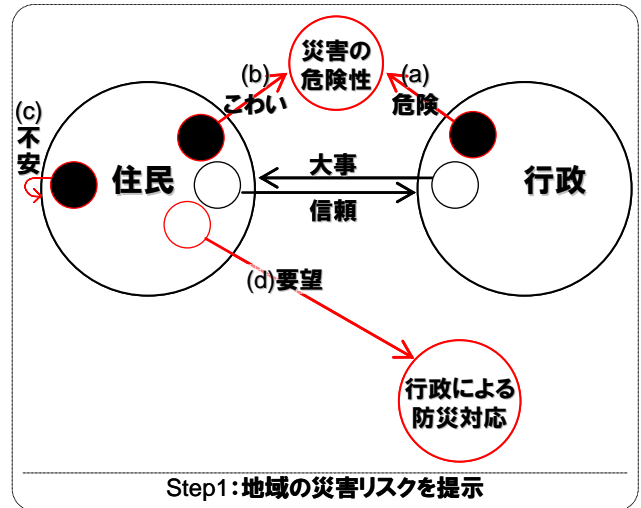 災害の
危険性
(b)
こわい
(a)
危険
(c)
不安
住民
大事
信頼
行政
(d)要望
行政による
防災対応
Step1:地域の災害リスクを提示